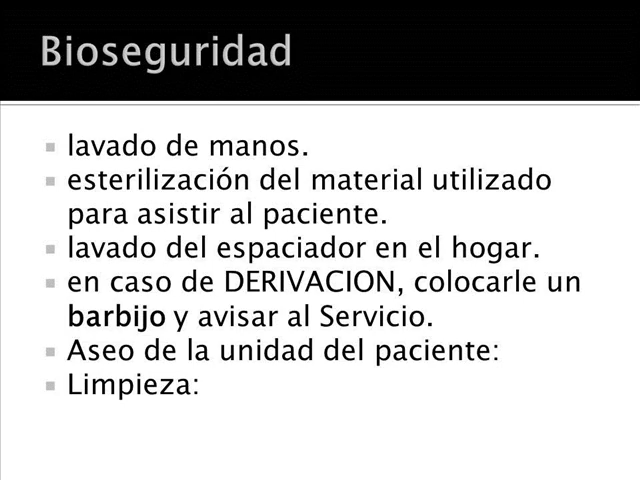 Bioseguridad
lavado de manos.
esterilización del material utilizado
para asistir al paciente.
lavado del espaciador en el hogar.
en caso de DERIVACION, colocarle un
barbijo y avisar al Servicio.
Aseo de la unidad del paciente:
Limpieza: